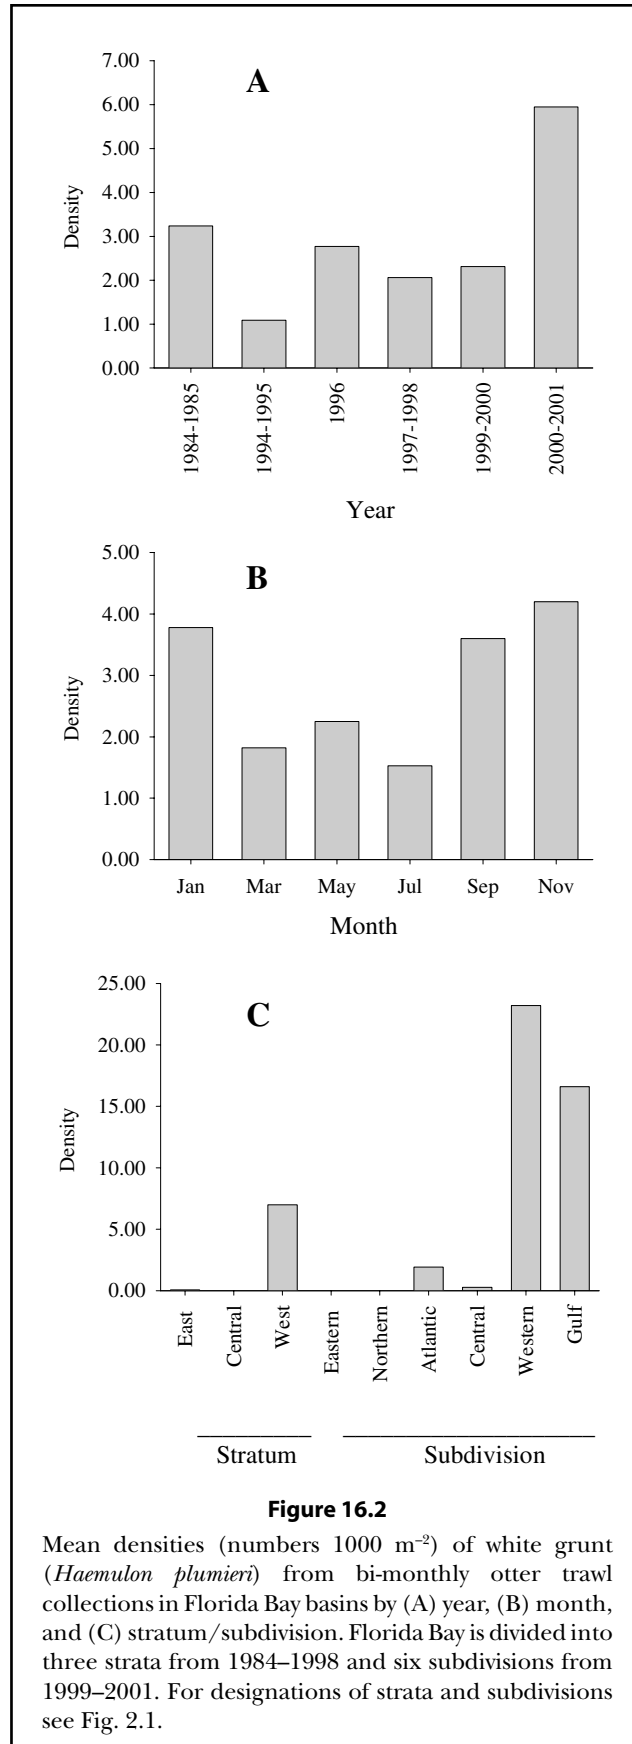 A
7.00
6.00
5.00
4.00
3.00
2.00
1.00
0.00
Density
1984-1985
1994-1995
1996
1997-1998
1999-2000
2000-2001
Year
B
5.00
4.00
3.00
2.00
1.00
0.00
Density
Jan Mar May Jul Sep Nov
Month
C
25.00
20.00
15.00
10.00
5.00
0.00
Density
East
Central
West
Eastern
Northern
Atlantic
Central
Western
Gulf
Stratum Subdivision
Figure 16.2
Mean densities (numbers 1000 m⁻²) of white grunt
(Haemulon plumieri) from bi-monthly otter trawl
collections in Florida Bay basins by (A) year, (B) month,
and (C) stratum/subdivision. Florida Bay is divided into
three strata from 1984–1998 and six subdivisions from
1999–2001. For designations of strata and subdivisions
see Fig. 2.1.